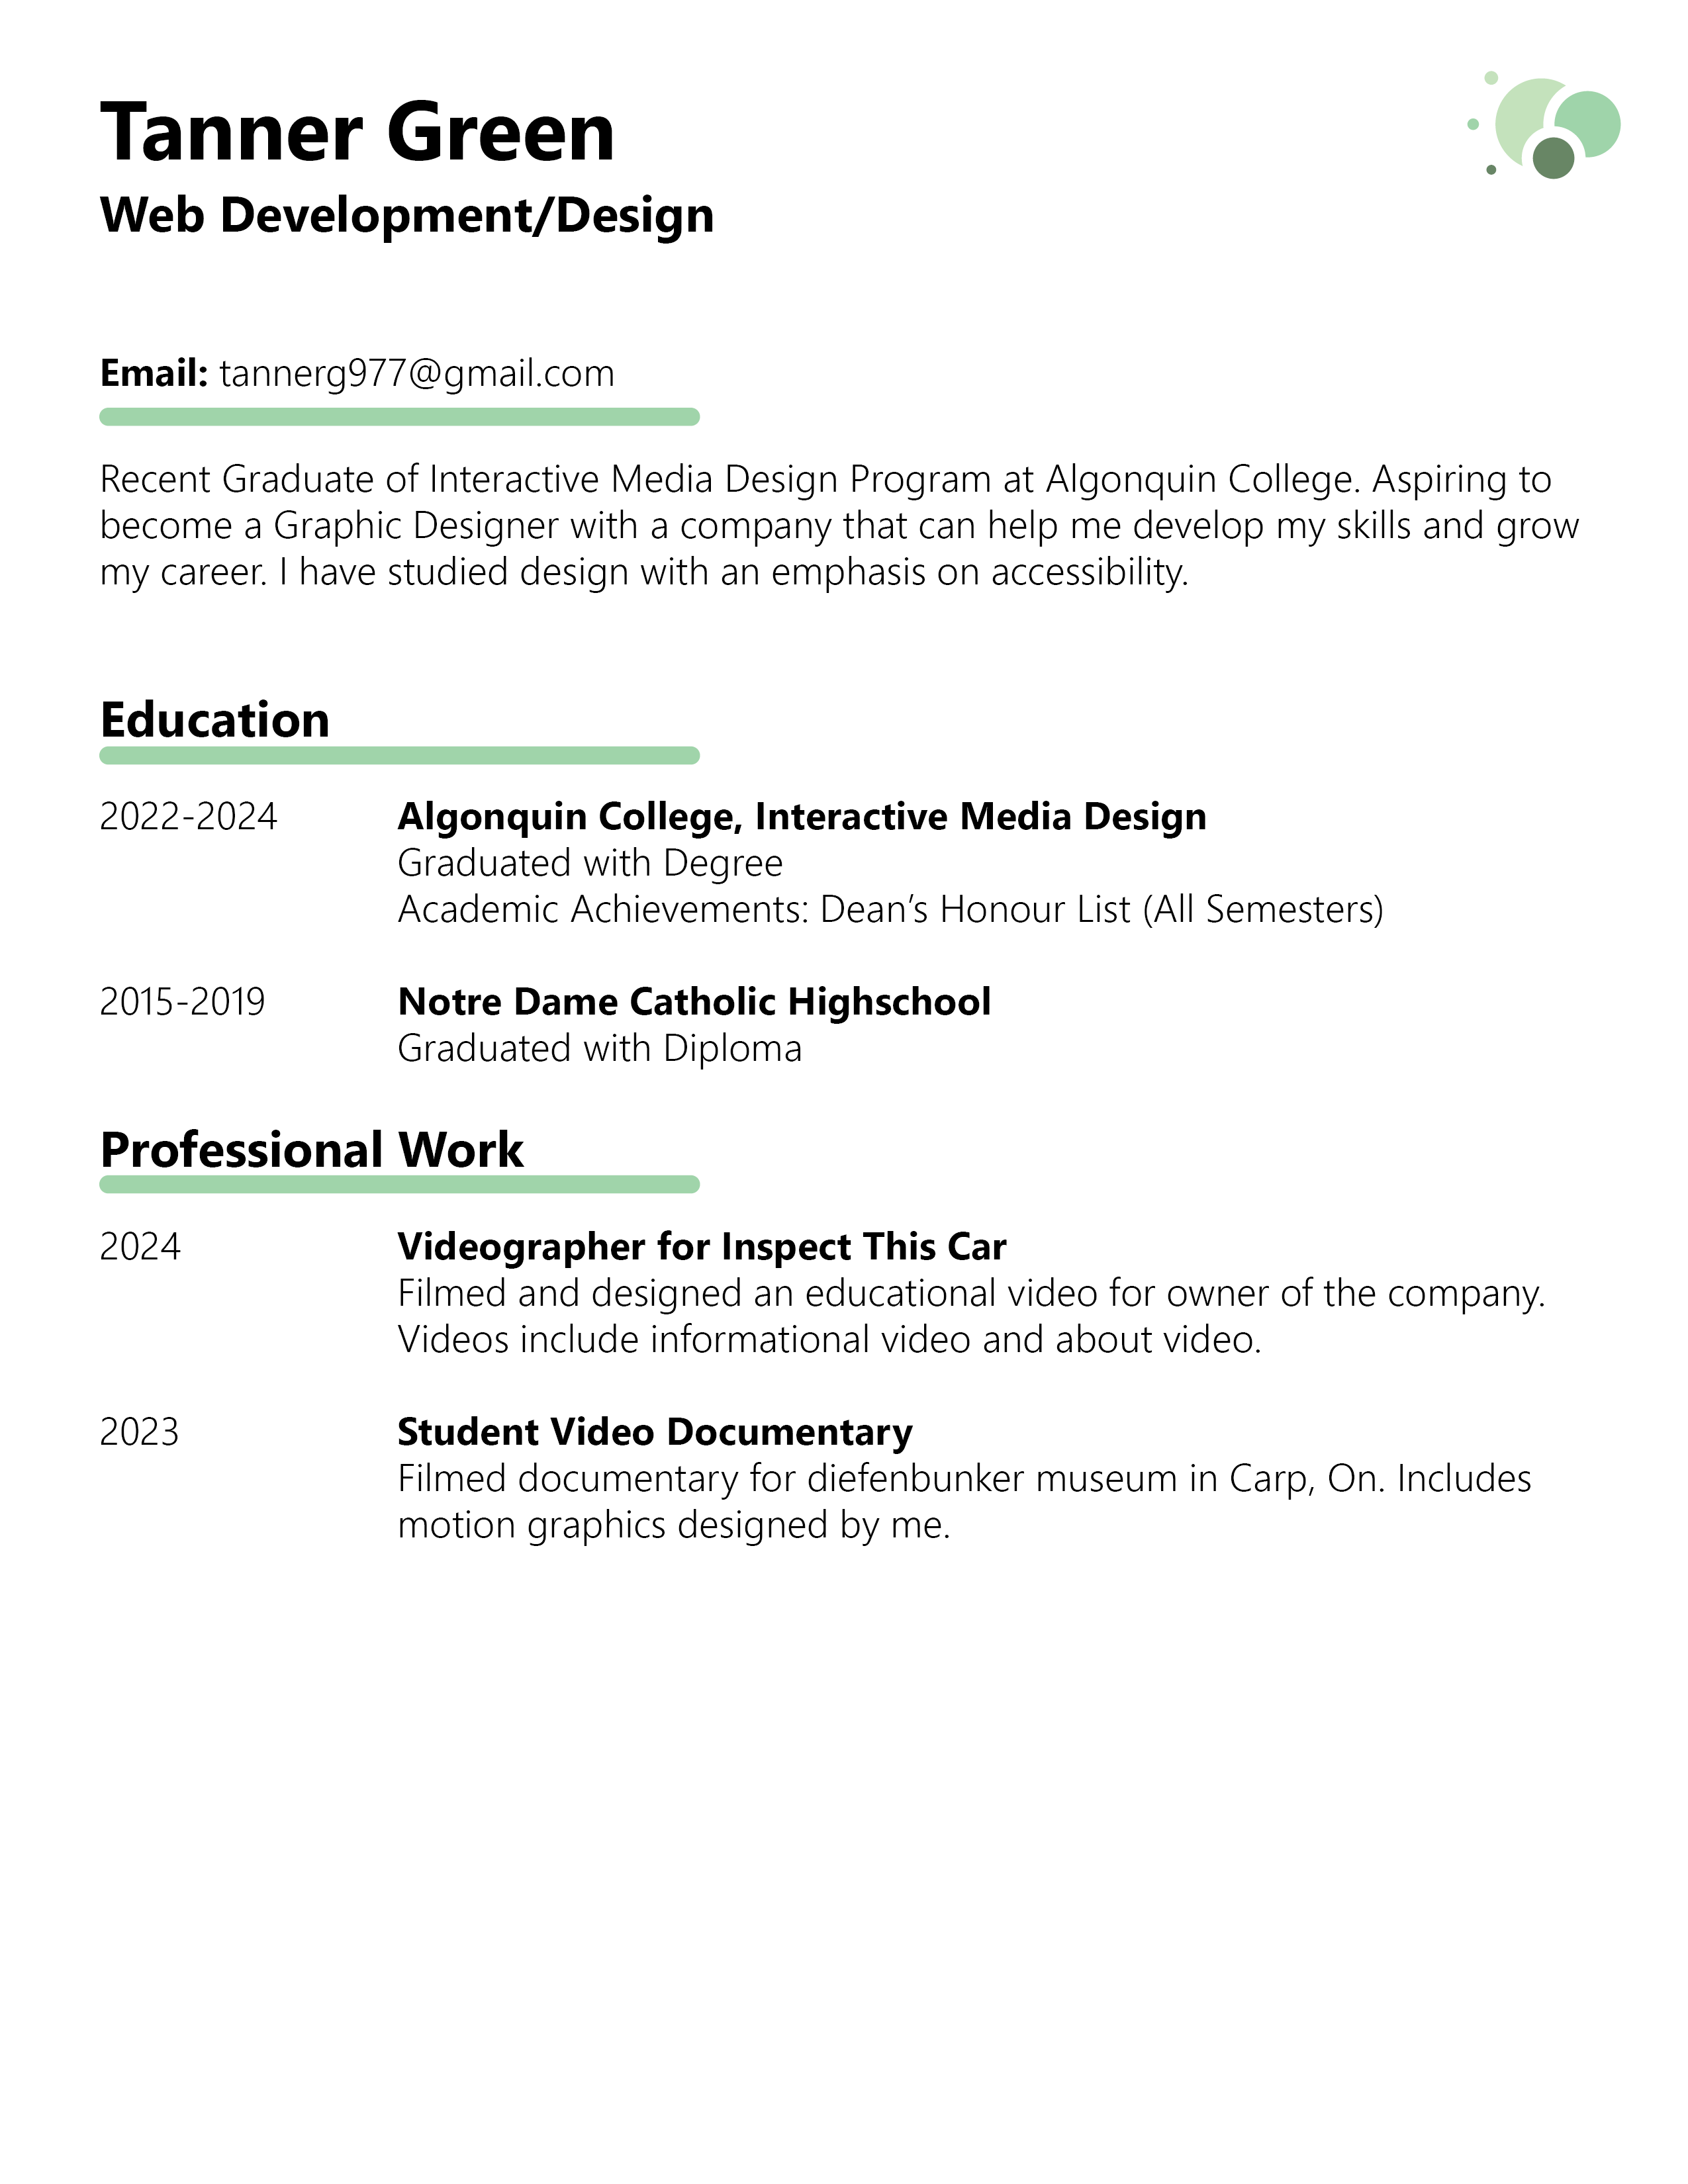 Tanner Green
Web Development/Design
Email: tannerg977@gmail.com
Recent Graduate of Interactive Media Design Program at Algonquin College. Aspiring to
become a Graphic Designer with a company that can help me develop my skills and grow
my career. I have studied design with an emphasis on accessibility.
Education
2022-2024 Algonquin College, Interactive Media Design
Graduated with Degree
Academic Achievements: Dean’s Honour List (All Semesters)
2015-2019 Notre Dame Catholic Highschool
Graduated with Diploma
Professional Work
2024 Videographer for Inspect This Car
Filmed and designed an educational video for owner of the company.
Videos include informational video and about video.
2023 Student Video Documentary
Filmed documentary for diefenbunker museum in Carp, On. Includes
motion graphics designed by me.